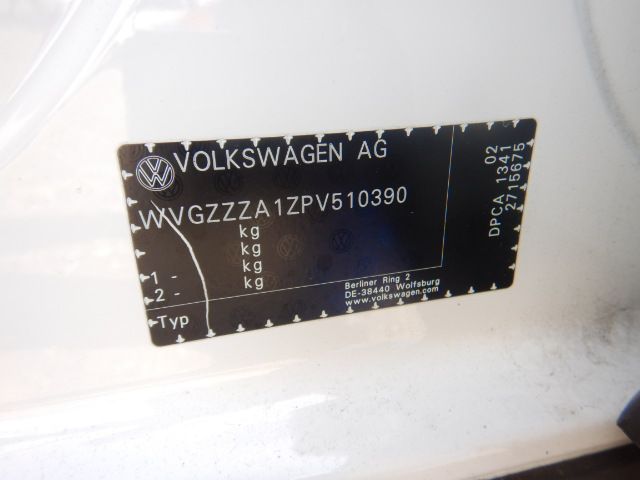 VOLKSWAGEN AG
WVGZZZA1ZPV510390
kg
kg
1 - kg
2 - kg
Typ
Berliner Ring 2
DE-38440 Wolfsburg
www.volkswagen.com
02
DPCA 1341
2715675